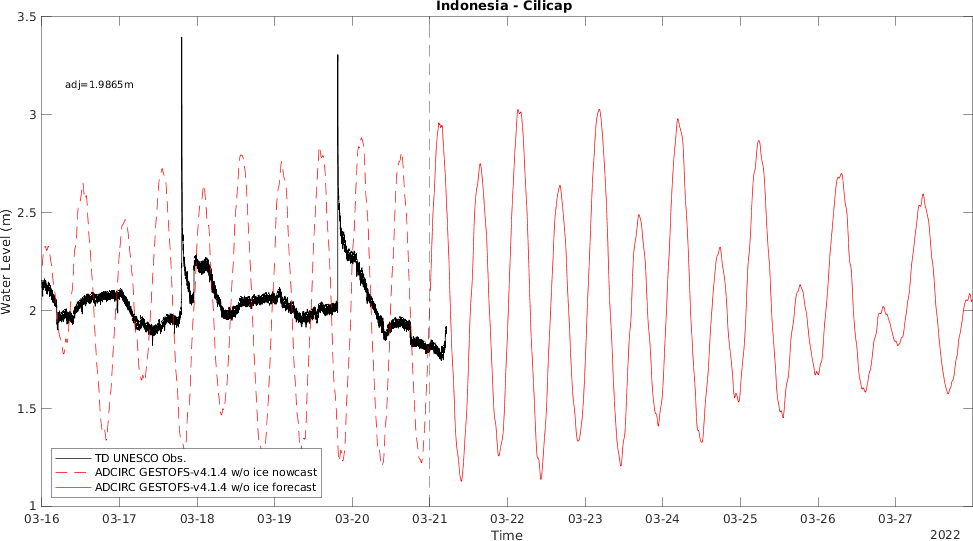 Indonesia - Cilicap
3.5
adj=1.9865m
3
2.5
2
1.5
1
Water Level (m)
TD UNESCO Obs.
ADCIRC GESTOFS-v4.1.4 w/o ice nowcast
ADCIRC GESTOFS-v4.1.4 w/o ice forecast
03-16 03-17 03-18 03-19 03-20 03-21 03-22 03-23 03-24 03-25 03-26 03-27
Time
2022